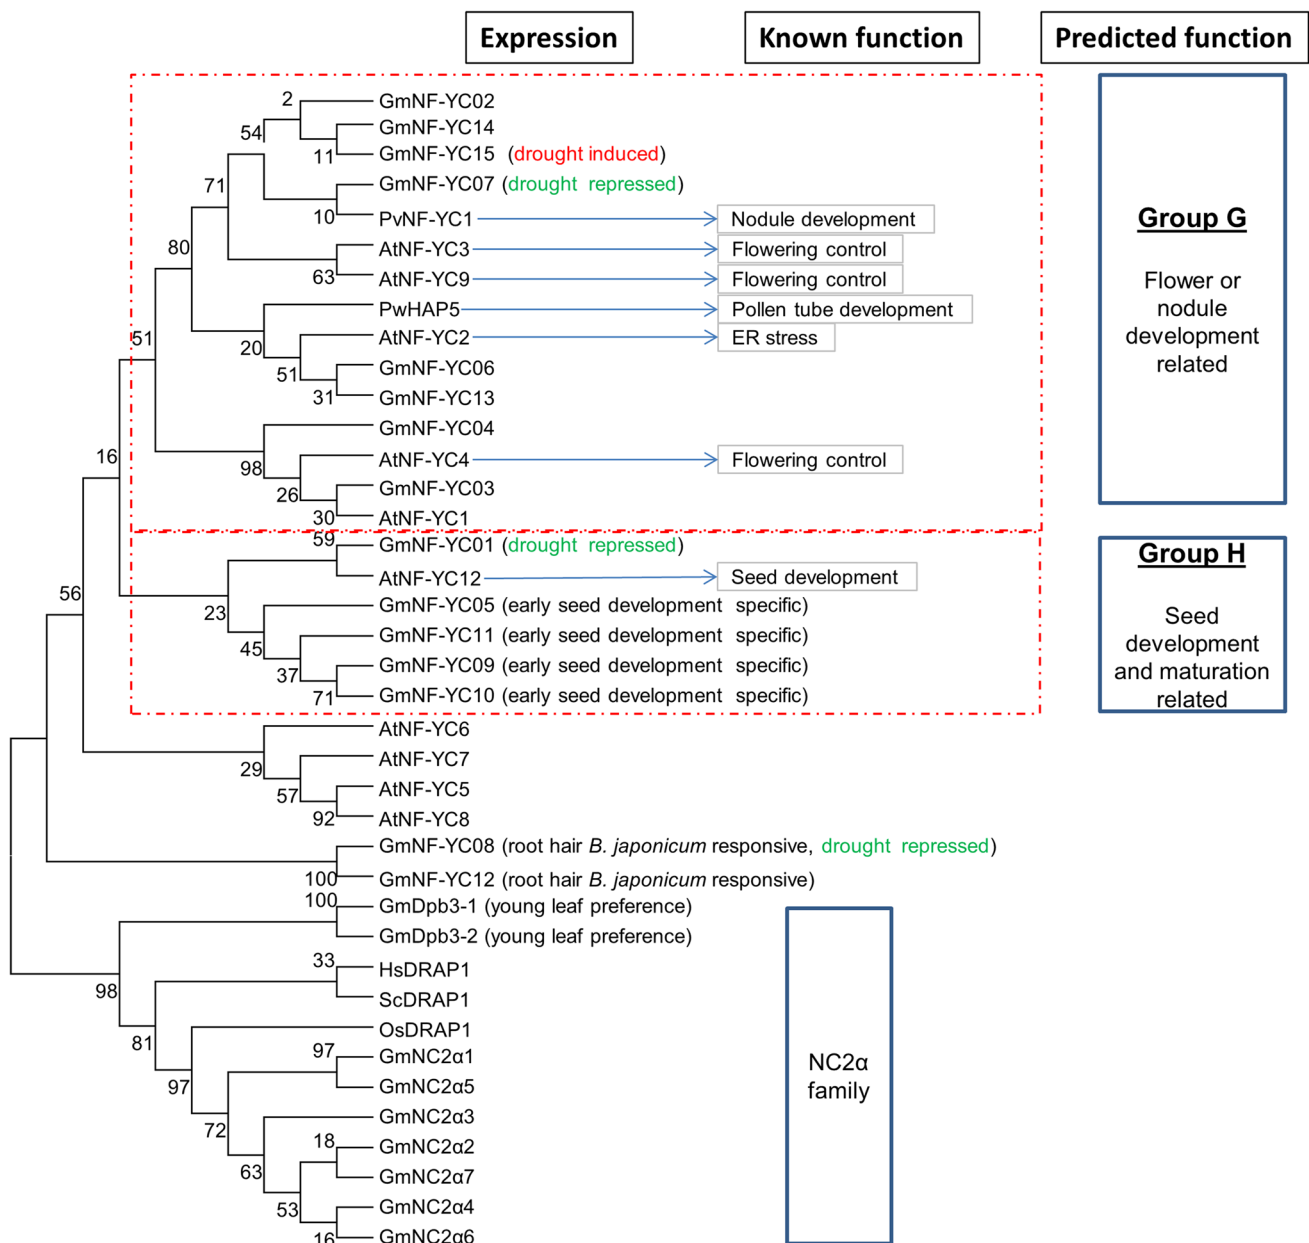 Expression Known function Predicted function
2 GmNF-YC02
54 GmNF-YC14
11 GmNF-YC15 (drought induced)
71 GmNF-YC07 (drought repressed)
10 PvNF-YC1 Nodule development
80 AtNF-YC3 Flowering control
63 AtNF-YC9 Flowering control
PwHAP5 Pollen tube development
51 20 AtNF-YC2 ER stress
51 GmNF-YC06
31 GmNF-YC13
GmNF-YC04
16 98 AtNF-YC4 Flowering control
26 GmNF-YC03
30 AtNF-YC1
Group G
Flower or
nodule
development
related
59 GmNF-YC01 (drought repressed)
AtNF-YC12 Seed development
56 23 GmNF-YC05 (early seed development specific)
45 GmNF-YC11 (early seed development specific)
37 GmNF-YC09 (early seed development specific)
71 GmNF-YC10 (early seed development specific)
Group H
Seed
development
and maturation
related
AtNF-YC6
29 AtNF-YC7
57 AtNF-YC5
92 AtNF-YC8
GmNF-YC08 (root hair B. japonicum responsive, drought repressed)
100 GmNF-YC12 (root hair B. japonicum responsive)
100 GmDpb3-1 (young leaf preference)
GmDpb3-2 (young leaf preference)
33 HsDRAP1
98 ScDRAP1
81 OsDRAP1
97 GmNC2α1
97 GmNC2α5
72 GmNC2α3
18 GmNC2α2
63 GmNC2α7
53 GmNC2α4
16 GmNC2α6
NC2α
family